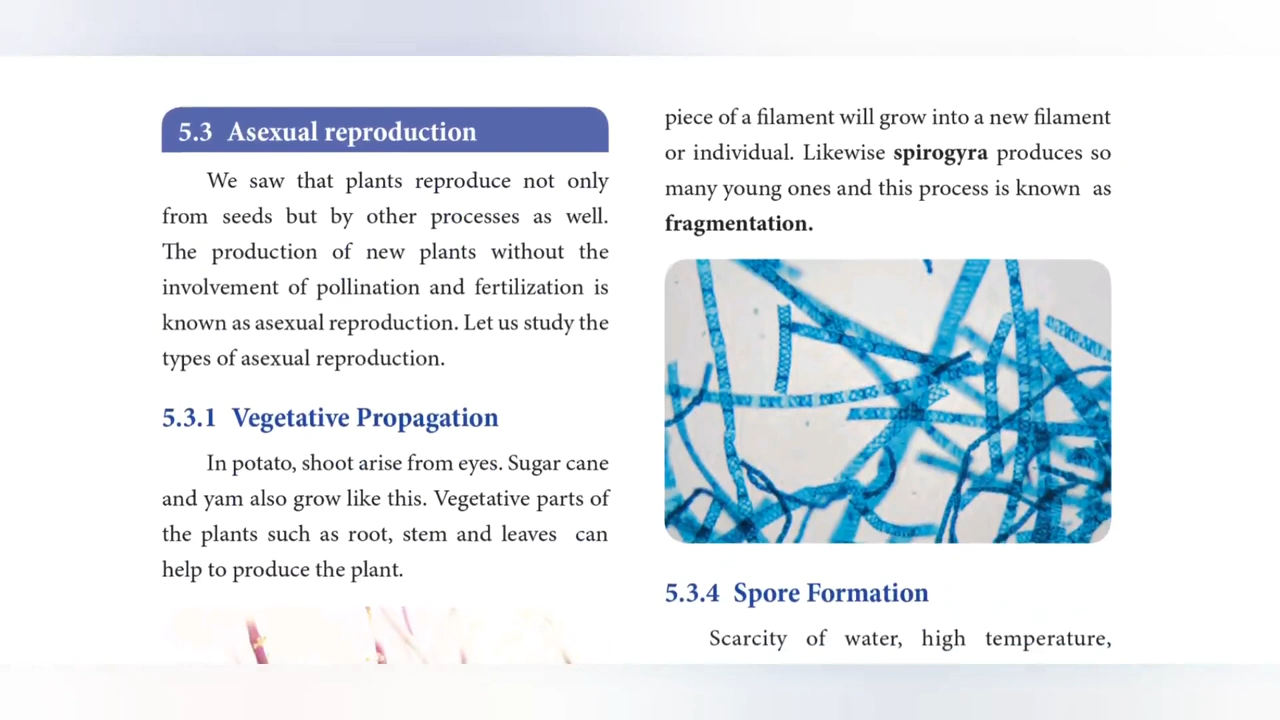 5.3 Asexual reproduction
We saw that plants reproduce not only
from seeds but by other processes as well.
The production of new plants without the
involvement of pollination and fertilization is
known as asexual reproduction. Let us study the
types of asexual reproduction.
5.3.1 Vegetative Propagation
In potato, shoot arise from eyes. Sugar cane
and yam also grow like this. Vegetative parts of
the plants such as root, stem and leaves can
help to produce the plant.
piece of a filament will grow into a new filament
or individual. Likewise spirogyra produces so
many young ones and this process is known as
fragmentation.
5.3.4 Spore Formation
Scarcity of water, high temperature,